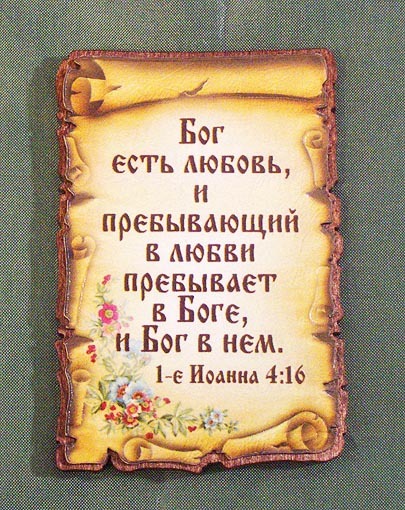 Бог
есть любовь,
и
пребывающий
в любви
пребывает
в Боге,
и Бог в нем.
1-е Иоанна 4:16